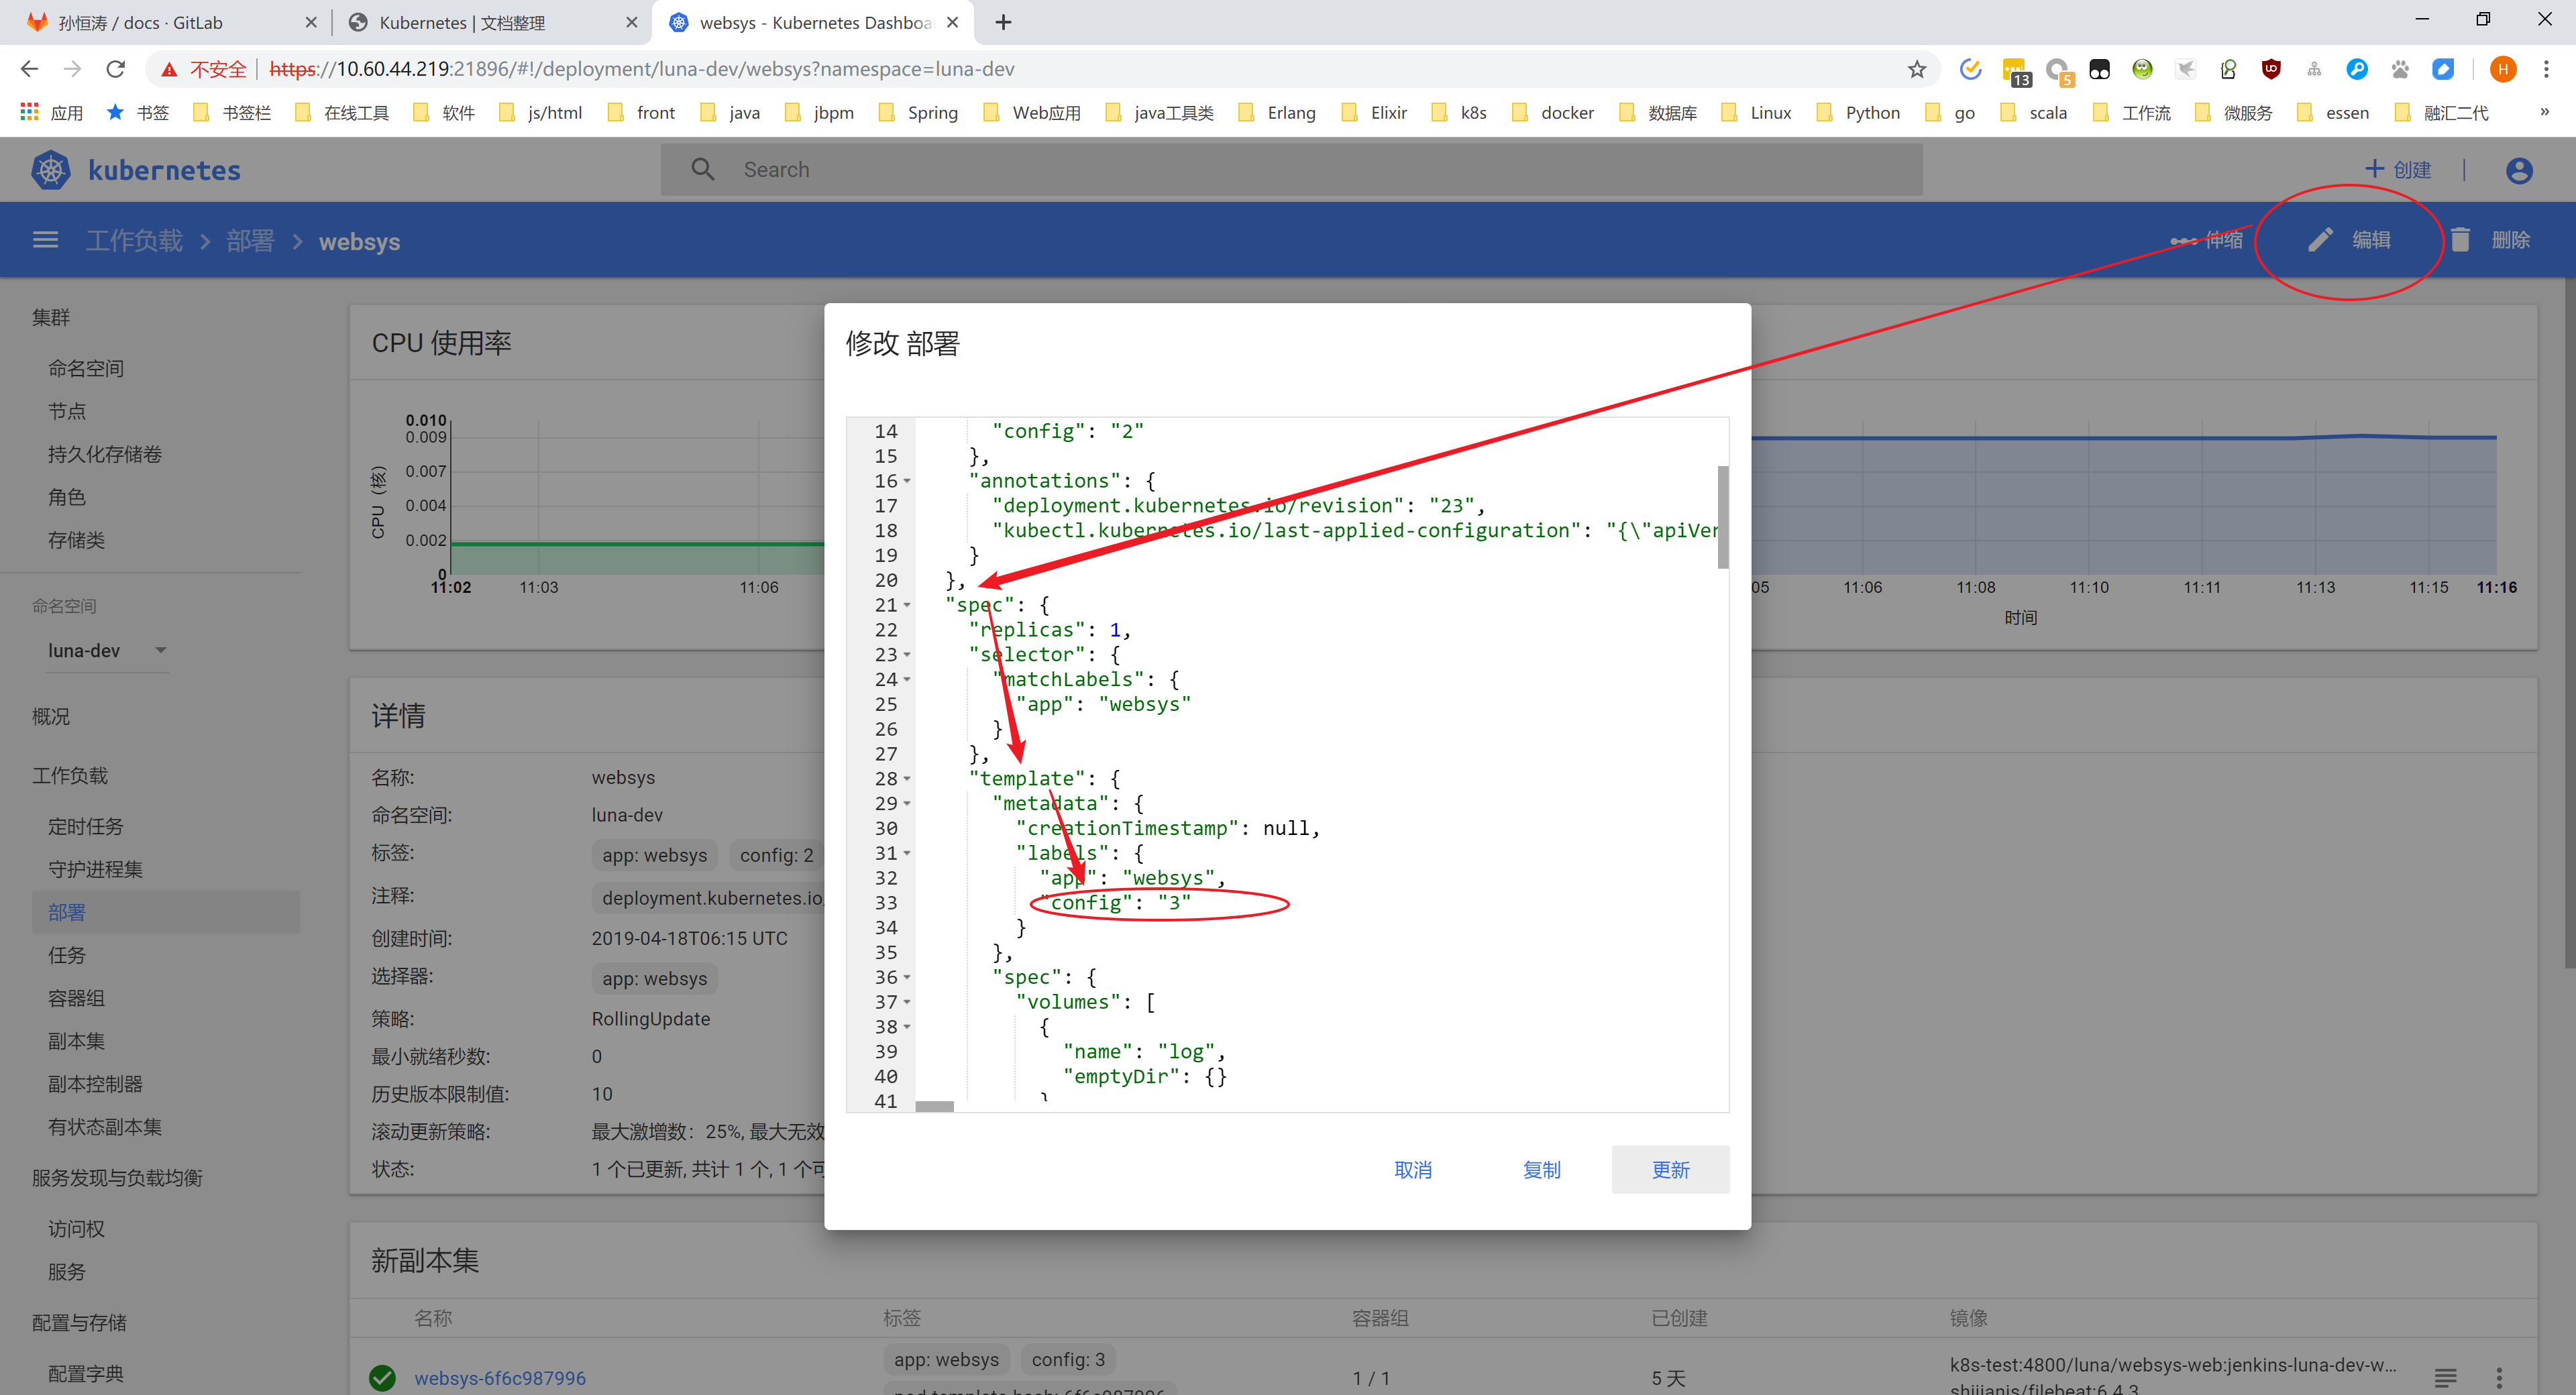 孙恒涛 / docs · GitLab
Kubernetes | 文档整理
websys - Kubernetes Dashboa
不安全 https://10.60.44.219:21896/#!/deployment/luna-dev/websys?namespace=luna-dev
13
5
H
应用 书签 书签栏 在线工具 软件 js/html front java jbpm Spring Web应用 java工具类 Erlang Elixir k8s docker 数据库 Linux Python go scala 工作流 微服务 essen 融汇二代 »
kubernetes
Search
创建
工作负载 > 部署 > websys
伸缩 编辑 删除
集群
命名空间
节点
持久化存储卷
角色
存储类
命名空间
luna-dev
概况
工作负载
定时任务
守护进程集
部署
任务
容器组
副本集
副本控制器
有状态副本集
服务发现与负载均衡
访问权
服务
配置与存储
配置字典
CPU 使用率
CPU (核)
0.010
0.009
0.007
0.004
0.002
0
11:02 11:03 11:06
05 11:06 11:08 11:10 11:11 11:13 11:15 11:16
时间
详情
名称: websys
命名空间: luna-dev
标签: app: websys config: 2
注释: deployment.kubernetes.io
创建时间: 2019-04-18T06:15 UTC
选择器: app: websys
策略: RollingUpdate
最小就绪秒数: 0
历史版本限制值: 10
滚动更新策略: 最大激增数: 25%, 最大无效
状态: 1 个已更新, 共计 1 个, 1 个可
修改 部署
14 "config": "2"
15 },
16 "annotations": {
17 "deployment.kubernetes.io/revision": "23",
18 "kubectl.kubernetes.io/last-applied-configuration": "{\"apiVer
19 }
20 },
21 "spec": {
22 "replicas": 1,
23 "selector": {
24 "matchLabels": {
25 "app": "websys"
26 }
27 },
28 "template": {
29 "metadata": {
30 "creationTimestamp": null,
31 "labels": {
32 "app": "websys",
33 "config": "3"
34 }
35 },
36 "spec": {
37 "volumes": [
38 {
39 "name": "log",
40 "emptyDir": {}
41 }
取消 复制 更新
新副本集
名称 标签 容器组 已创建 镜像
websys-6f6c987996 app: websys config: 3 1 / 1 5 天 k8s-test:4800/luna/websys-web:jenkins-luna-dev-w...
pod-template-hash: 6f6c987996 shijianjs/filebeat:6.4.3